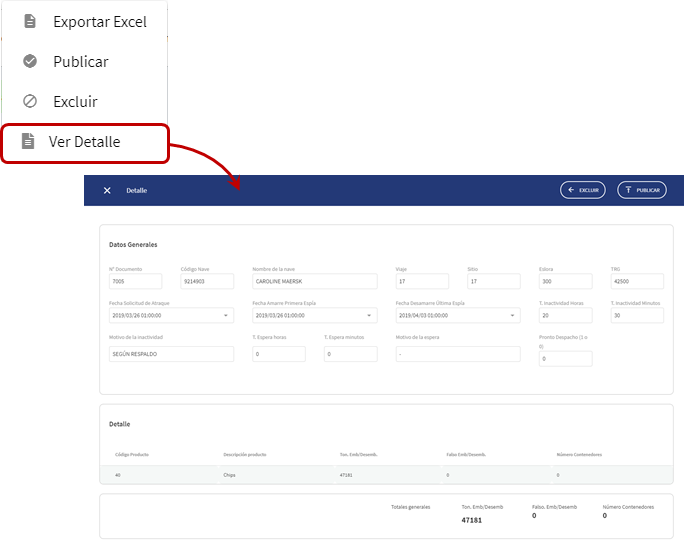 Exportar Excel
Publicar
Excluir
Ver Detalle
Detalle
EXCLUIR
PUBLICAR
Datos Generales
N° Documento Código Nave Nombre de la nave Viaje Sitio Eslora TRG
7005 9214903 CAROLINE MAERSK 17 17 300 42500
Fecha Solicitud de Atraque Fecha Amarre Primera Espía Fecha Desamarre Última Espía T. Inactividad Horas T. Inactividad Minutos
2019/03/26 01:00:00 2019/03/26 01:00:00 2019/04/03 01:00:00 20 30
Motivo de la inactividad T. Espera horas T. Espera minutos Motivo de la espera Pronto Despacho (1 o
0)
SEGÚN RESPALDO 0 0 - 0
Detalle
Código Producto Descripción producto Ton. Emb/Desemb. Falso Emb/Desemb. Número Contenedores
40 Chips 47181 0 0
Totales generales Ton. Emb/Desemb Falso. Emb/Desemb Número Contenedores
47181 0 0